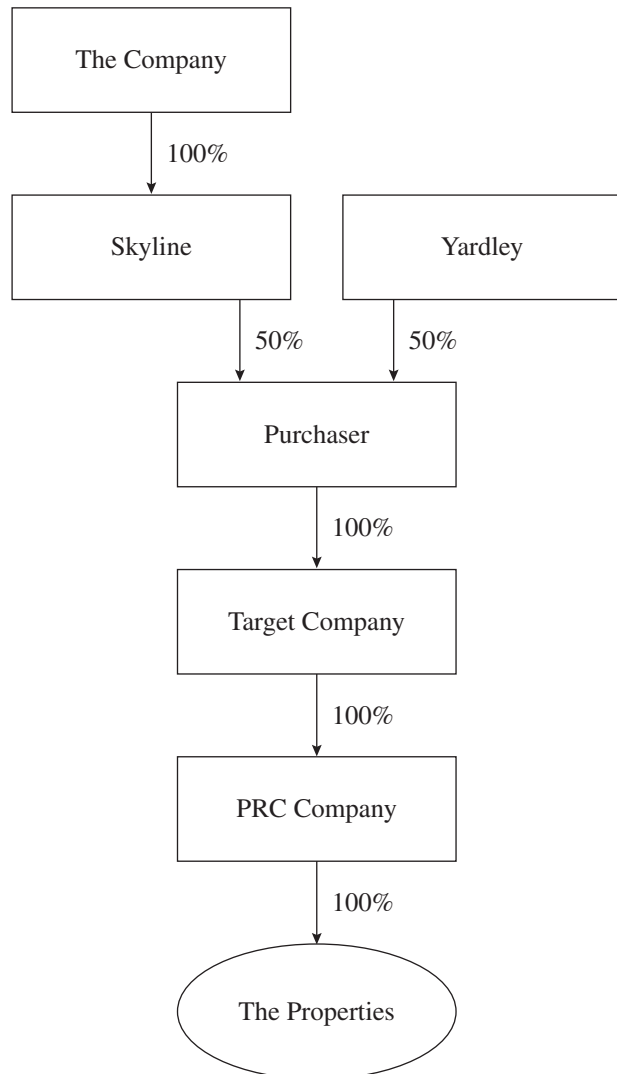 The Company
100%
Skyline
Yardley
50%
50%
Purchaser
100%
Target Company
100%
PRC Company
100%
The Properties